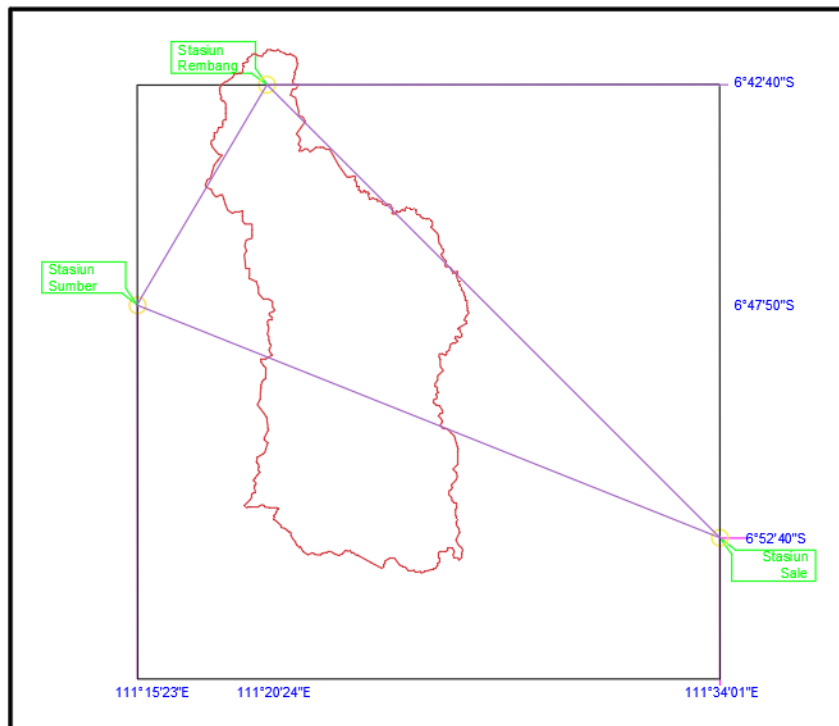 Stasiun
Rembang
6°42'40"S
Stasiun
Sumber
6°47'50"S
6°52'40"S
Stasiun
Sale
111°15'23"E
111°20'24"E
111°34'01"E